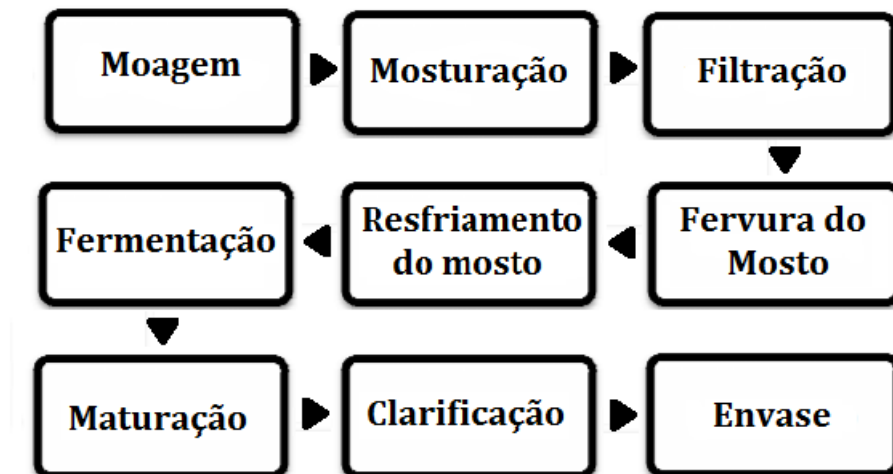 Moagem
Mosturação
Filtração
Fervura do
Mosto
Resfriamento
do mosto
Fermentação
Maturação
Clarificação
Envase